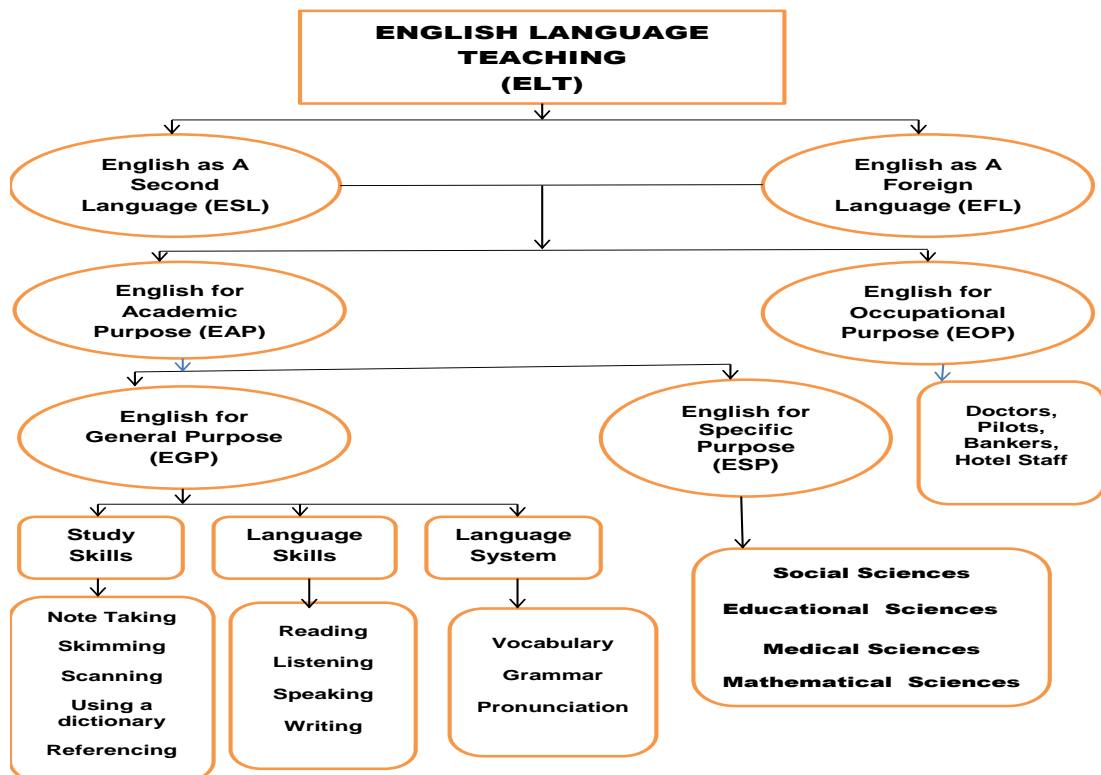 ENGLISH LANGUAGE
TEACHING
(ELT)
English as A
Second
Language (ESL)
English as A
Foreign
Language (EFL)
English for
Academic
Purpose (EAP)
English for
Occupational
Purpose (EOP)
English for
General Purpose
(EGP)
English for
Specific
Purpose
(ESP)
Doctors,
Pilots,
Bankers,
Hotel Staff
Study
Skills
Language
Skills
Language
System
Note Taking
Skimming
Scanning
Using a
dictionary
Referencing
Reading
Listening
Speaking
Writing
Vocabulary
Grammar
Pronunciation
Social Sciences
Educational Sciences
Medical Sciences
Mathematical Sciences